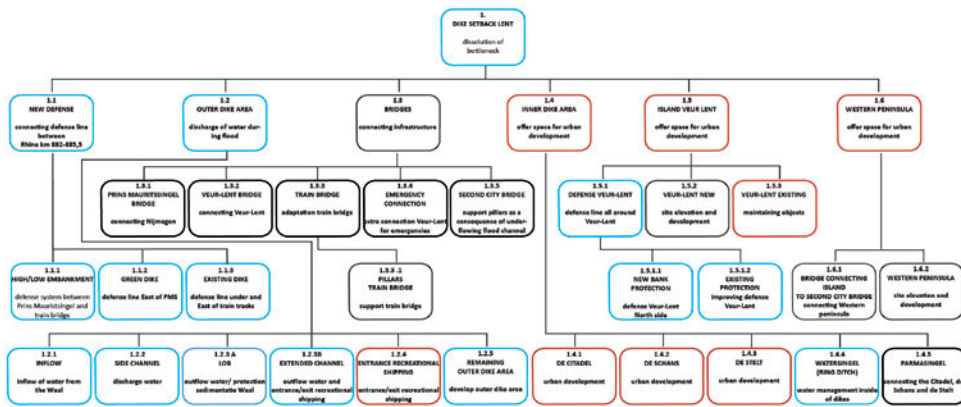 1.
DIKE SETBACK LENT
dissolution of
bottleneck
1.1
NEW DEFENSE
connecting defense line
between
Rhine km 882-885,5
1.2
OUTER DIKE AREA
discharge of water du-
ring flood
1.3
BRIDGES
connecting infrastructure
1.4
INNER DIKE AREA
offer space for urban
development
1.5
ISLAND VEUR LENT
offer space for urban
development
1.6
WESTERN PENINSULA
offer space for urban
development
1.3.1
PRINS MAURITSSINGEL
BRIDGE
connecting Nijmegen
1.3.2
VEUR-LENT BRIDGE
connecting Veur-Lent
1.3.3
TRAIN BRIDGE
adaptation train bridge
1.3.4
EMERGENCY
CONNECTION
extra connection Veur-Lent
for emergencies
1.3.5
SECOND CITY BRIDGE
support pillars as a
consequence of under-
flowing flood channel
1.5.1
DEFENSE VEUR-LENT
defense line all around
Veur-Lent
1.5.2
VEUR-LENT NEW
site elevation and
development
1.5.3
VEUR-LENT EXISTING
maintaining objects
1.1.1
HIGH/LOW EMBANKMENT
defense system between
Prins Mauritssingel and
train bridge
1.1.2
GREEN DIKE
defense line East of PMS
1.1.3
EXISTING DIKE
defense line under and
East of train tracks
1.3.3 .1
PILLARS
TRAIN BRIDGE
support train bridge
1.5.1.1
NEW BANK
PROTECTION
defense Veur-Lent
North side
1.5.1.2
EXISTING
PROTECTION
improving defense Veur-
Lent
1.6.1
BRIDGE CONNECTING
ISLAND
TO SECOND CITY BRIDGE
connecting Western
peninsula
1.6.2
WESTERN PENINSULA
site elevation and
development
1.2.1
INFLOW
inflow of water from
the Waal
1.2.2
SIDE CHANNEL
discharge water
1.2.3 A
LOB
outflow water/ protection
sedimentatie Waal
1.2.3B
EXTENDED CHANNEL
outflow water and
entrance/exit recreational
shipping
1.2.4
ENTRANCE RECREATIONAL
SHIPPING
entrance/exit recreational
shipping
1.2.5
REMAINING
OUTER DIKE AREA
develop outer dike area
1.4.1
DE CITADEL
urban development
1.4.2
DE SCHANS
urban development
1.4.3
DE STELT
urban development
1.4.4
WATERSINGEL
(RING DITCH)
water management inside
of dikes
1.4.5
PARMASINGEL
connecting the Citadel, de
Schans and de Stelt